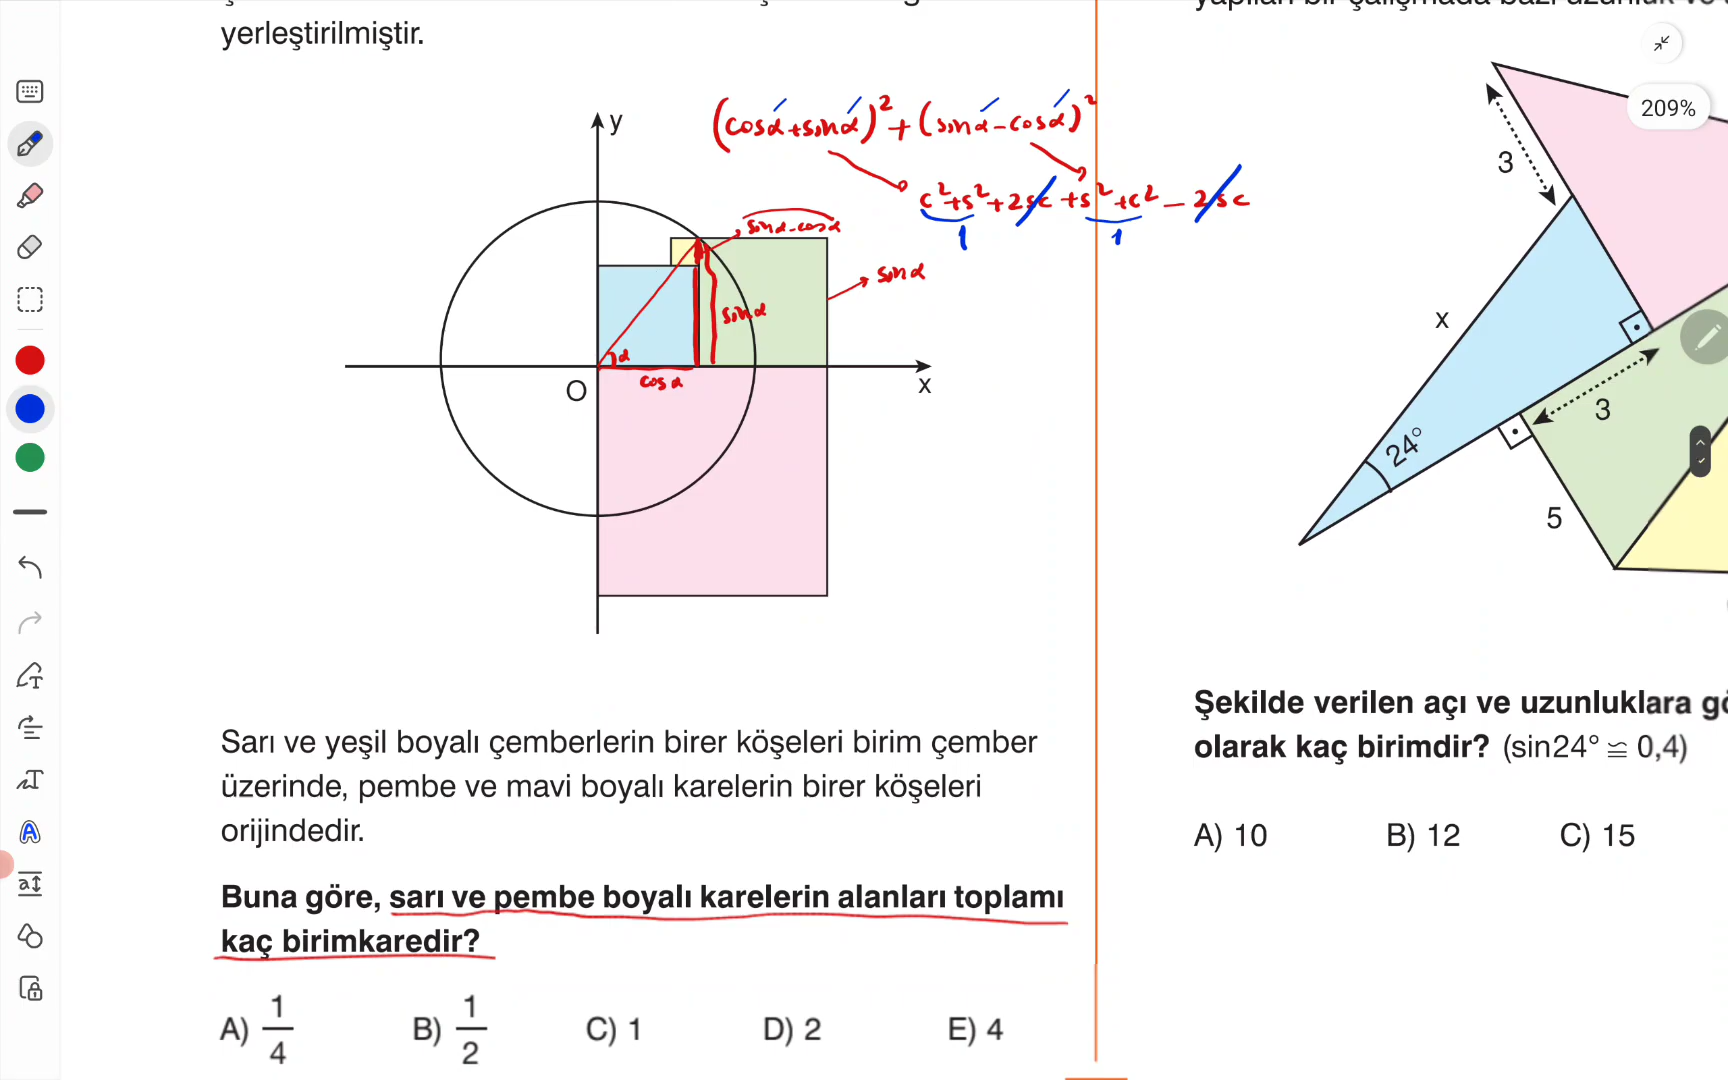 yerleştirilmiştir.
(cosα+sinα)²+(sinα-cosα)²
c²+s²+2sc+s²+c²-2sc
1
1
y
sinα-cosα
sinα
sinα
α
cosα
O
x
Sarı ve yeşil boyalı çemberlerin birer köşeleri birim çember
üzerinde, pembe ve mavi boyalı karelerin birer köşeleri
orijindedir.
Buna göre, sarı ve pembe boyalı karelerin alanları toplamı
kaç birimkaredir?
A) 1/4 B) 1/2 C) 1 D) 2 E) 4
209%
3
x
3
24°
5
Şekilde verilen açı ve uzunluklara
olarak kaç birimdir? (sin24° ≅ 0,4)
A) 10 B) 12 C) 15